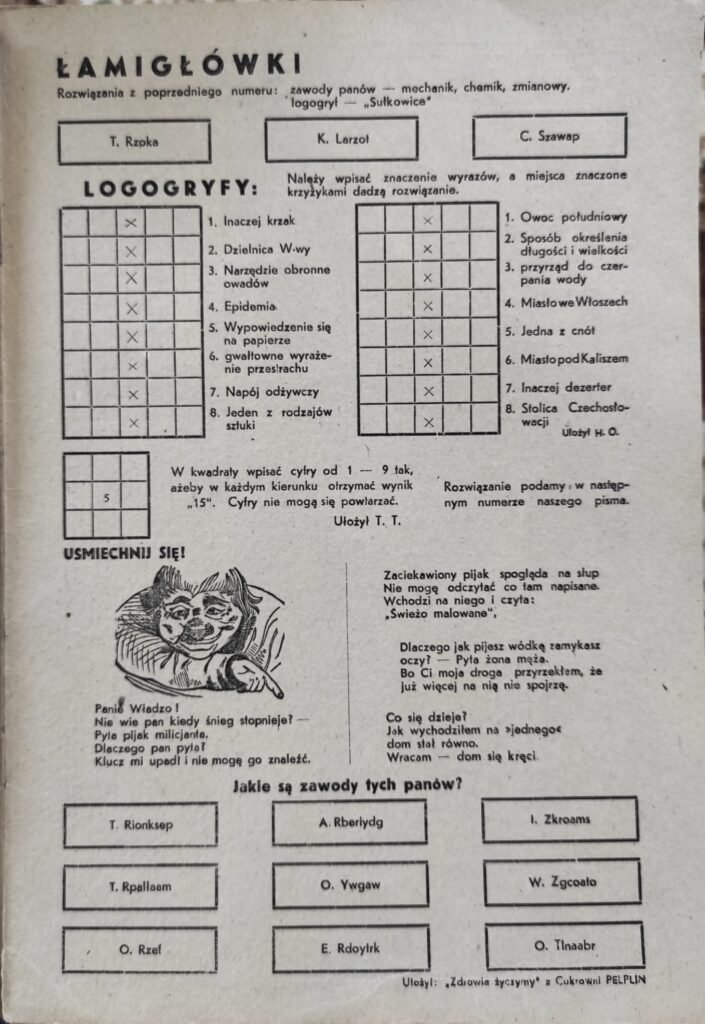 ŁAMIGŁÓWKI
Rozwiązania z poprzedniego numeru: zawody panów — mechanik, chemik, zmianowy.
logogryf — „Sułkowice"
T. Rzpka
K. Larzot
C. Szawap
LOGOGRYFY:
Należy wpisać znaczenie wyrazów, a miejsca znaczone
krzyżykami dadzą rozwiązanie.
1. Inaczej krzak
2. Dzielnica W-wy
3. Narzędzie obronne
owadów
4. Epidemia
5. Wypowiedzenie się
na papierze
6. gwałtowne wyraże-
nie przestrachu
7. Napój odżywczy
8. Jeden z rodzajów
sztuki
1. Owoc południowy
2. Sposób określenia
długości i wielkości
3. przyrząd do czer-
pania wody
4. Miasto we Włoszech
5. Jedna z cnót
6. Miasto pod Kaliszem
7. Inaczej dezerter
8. Stolica Czechosło-
wacji
Ułożył H. O.
5
W kwadraty wpisać cyfry od 1 — 9 tak,
ażeby w każdym kierunku otrzymać wynik
„15". Cyfry nie mogą się powtarzać.
Ułożył T. T.
Rozwiązanie podamy w następ-
nym numerze naszego pisma.
USMIECHNIJ SIĘ!
Panie Władzo !
Nie wie pan kiedy śnieg stopnieje? —
Pyta pijak milicjanta.
Dlaczego pan pyta?
Klucz mi upadł i nie mogę go znaleźć.
Zaciekawiony pijak spogląda na słup
Nie mogę odczytać co tam napisane.
Wchodzi na niego i czyta:
„Świeżo malowane",
Dlaczego jak pijesz wódkę zamykasz
oczy? — Pyta żona męża.
Bo Ci moja droga przyrzekłem, że
już więcej na nią nie spojrzę.
Co się dzieje?
Jak wychodziłem na »jednego«
dom stał równo.
Wracam — dom się kręci.
Jakie są zawody tych panów?
T. Rionksep
A. Rberlydg
I. Zkroams
T. Rpallaam
O. Ywgaw
W. Zgcoato
O. Rzef
E. Rdoytrk
O. Tlnaabr
Ułożył: „Zdrowia życzymy" z Cukrowni PELPLIN